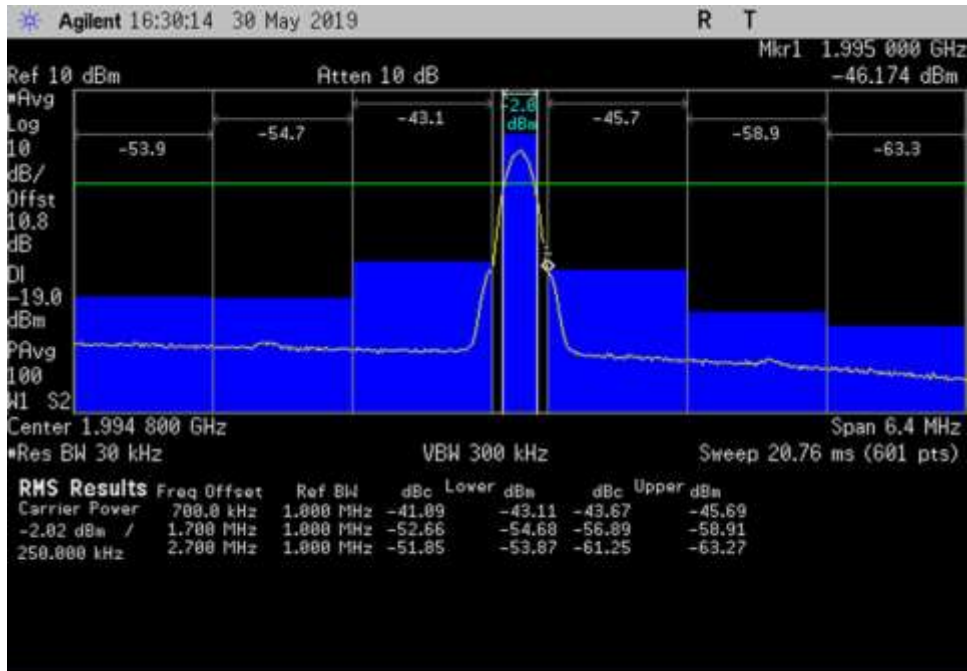 Agilent 16:30:14 30 May 2019 R T
Mkr1 1.995 000 GHz
Ref 10 dBm Atten 10 dB -46.174 dBm
#Avg
Log
10
dB/
Offst
10.8
dB
DI
-19.0
dBm
PAvg
100
W1 S2
-53.9 -54.7 -43.1 -2.0 dBm -45.7 -58.9 -63.3
Center 1.994 800 GHz Span 6.4 MHz
#Res BW 30 kHz VBW 300 kHz Sweep 20.76 ms (601 pts)
RMS Results Freq Offset Ref BW dBc Lower dBm dBc Upper dBm
Carrier Power 700.0 kHz 1.000 MHz -41.09 -43.11 -43.67 -45.69
-2.02 dBm / 1.700 MHz 1.000 MHz -52.66 -54.68 -56.89 -58.91
250.000 kHz 2.700 MHz 1.000 MHz -51.85 -53.87 -61.25 -63.27